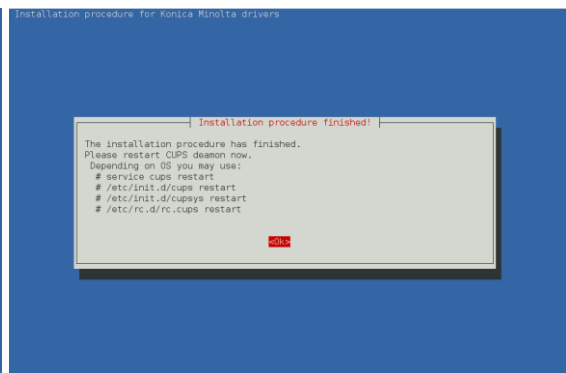 Installation procedure for Konica Minolta drivers
Installation procedure finished!
The installation procedure has finished.
Please restart CUPS deamon now.
Depending on OS you may use:
# service cups restart
# /etc/init.d/cups restart
# /etc/init.d/cupsys restart
# /etc/rc.d/rc.cups restart
<Ok>